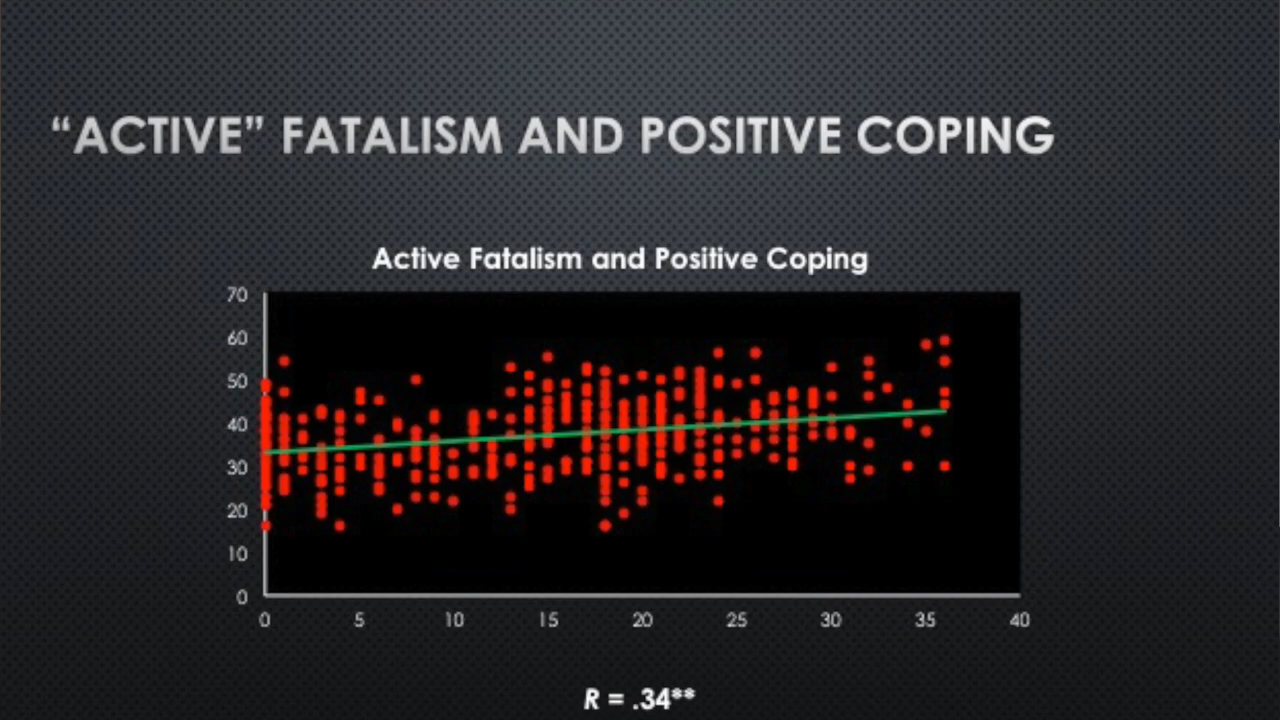 “ACTIVE” FATALISM AND POSITIVE COPING
Active Fatalism and Positive Coping
70
60
50
40
30
20
10
0
0 5 10 15 20 25 30 35 40
R = .34**